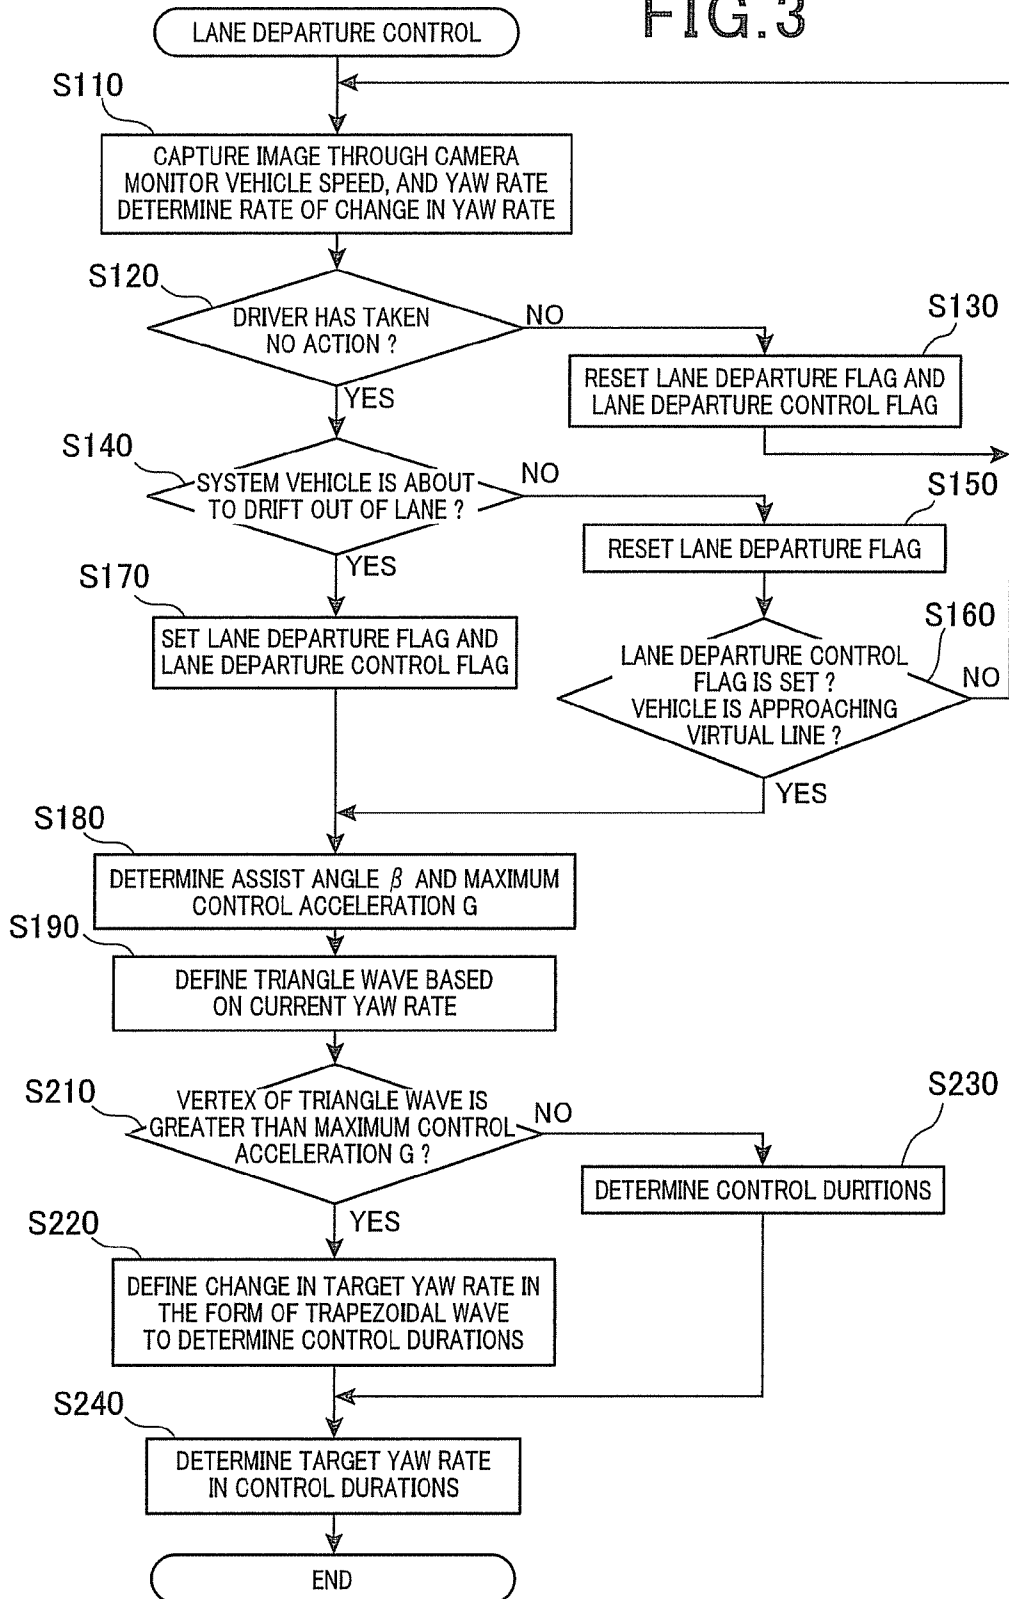 FIG.3
LANE DEPARTURE CONTROL
S110
CAPTURE IMAGE THROUGH CAMERA
MONITOR VEHICLE SPEED, AND YAW RATE
DETERMINE RATE OF CHANGE IN YAW RATE
S120
DRIVER HAS TAKEN
NO ACTION ?
NO
YES
S130
RESET LANE DEPARTURE FLAG AND
LANE DEPARTURE CONTROL FLAG
S140
SYSTEM VEHICLE IS ABOUT
TO DRIFT OUT OF LANE ?
NO
YES
S150
RESET LANE DEPARTURE FLAG
S160
LANE DEPARTURE CONTROL
FLAG IS SET ?
VEHICLE IS APPROACHING
VIRTUAL LINE ?
NO
YES
S170
SET LANE DEPARTURE FLAG AND
LANE DEPARTURE CONTROL FLAG
S180
DETERMINE ASSIST ANGLE β AND MAXIMUM
CONTROL ACCELERATION G
S190
DEFINE TRIANGLE WAVE BASED
ON CURRENT YAW RATE
S210
VERTEX OF TRIANGLE WAVE IS
GREATER THAN MAXIMUM CONTROL
ACCELERATION G ?
NO
YES
S230
DETERMINE CONTROL DURITIONS
S220
DEFINE CHANGE IN TARGET YAW RATE IN
THE FORM OF TRAPEZOIDAL WAVE
TO DETERMINE CONTROL DURATIONS
S240
DETERMINE TARGET YAW RATE
IN CONTROL DURATIONS
END